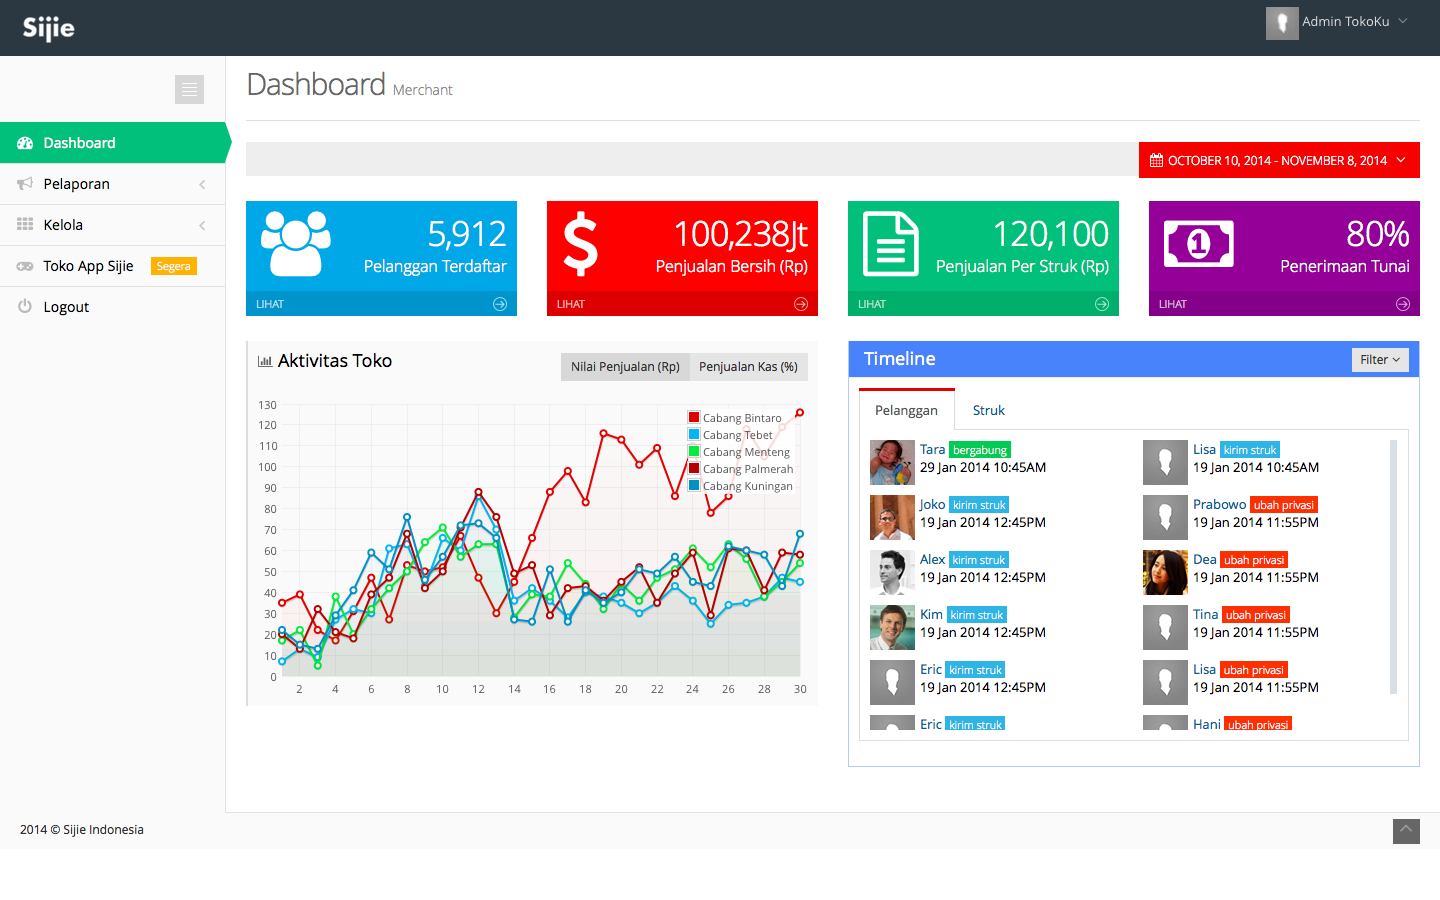 Sijie
Admin TokoKu
Dashboard Merchant
Dashboard
Pelaporan
Kelola
Toko App Sijie Segera
Logout
OCTOBER 10, 2014 - NOVEMBER 8, 2014
5,912
Pelanggan Terdaftar
LIHAT
100,238Jt
Penjualan Bersih (Rp)
LIHAT
120,100
Penjualan Per Struk (Rp)
LIHAT
1
80%
Penerimaan Tunai
LIHAT
Aktivitas Toko
Nilai Penjualan (Rp) Penjualan Kas (%)
130
120
110
100
90
80
70
60
50
40
30
20
10
0
2 4 6 8 10 12 14 16 18 20 22 24 26 28 30
Cabang Bintaro
Cabang Tebet
Cabang Menteng
Cabang Palmerah
Cabang Kuningan
Timeline
Filter
Pelanggan Struk
Tara bergabung
29 Jan 2014 10:45AM
Lisa kirim struk
19 Jan 2014 10:45AM
Joko kirim struk
19 Jan 2014 12:45PM
Prabowo ubah privasi
19 Jan 2014 11:55PM
Alex kirim struk
19 Jan 2014 12:45PM
Dea ubah privasi
19 Jan 2014 11:55PM
Kim kirim struk
19 Jan 2014 12:45PM
Tina ubah privasi
19 Jan 2014 11:55PM
Eric kirim struk
19 Jan 2014 12:45PM
Lisa ubah privasi
19 Jan 2014 11:55PM
Eric kirim struk
Hani ubah privasi
2014 © Sijie Indonesia